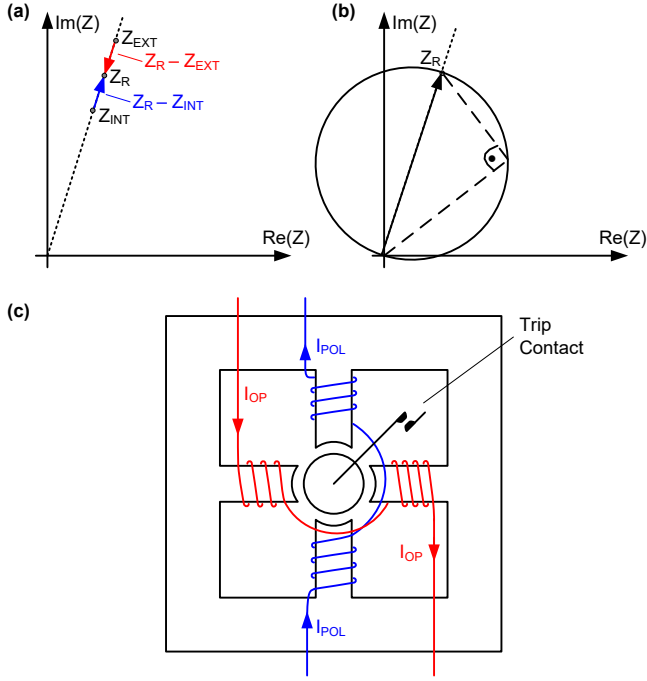 (a)
Im(Z)
Z_EXT
Z_R – Z_EXT
Z_R
Z_R – Z_INT
Z_INT
Re(Z)
(b)
Im(Z)
Z_R
Re(Z)
(c)
Trip
Contact
I_POL
I_OP
I_OP
I_POL